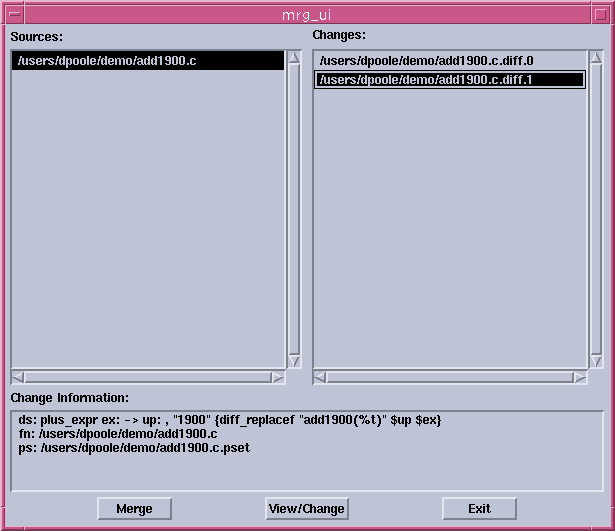 mrg_ui
Sources:
Changes:
/users/dpoole/demo/add1900.c
/users/dpoole/demo/add1900.c.diff.0
/users/dpoole/demo/add1900.c.diff.1
Change Information:
ds: plus_expr ex: -> up: , "1900" {diff_replacef "add1900(%t)" $up $ex}
fn: /users/dpoole/demo/add1900.c
ps: /users/dpoole/demo/add1900.c.pset
Merge
View/Change
Exit